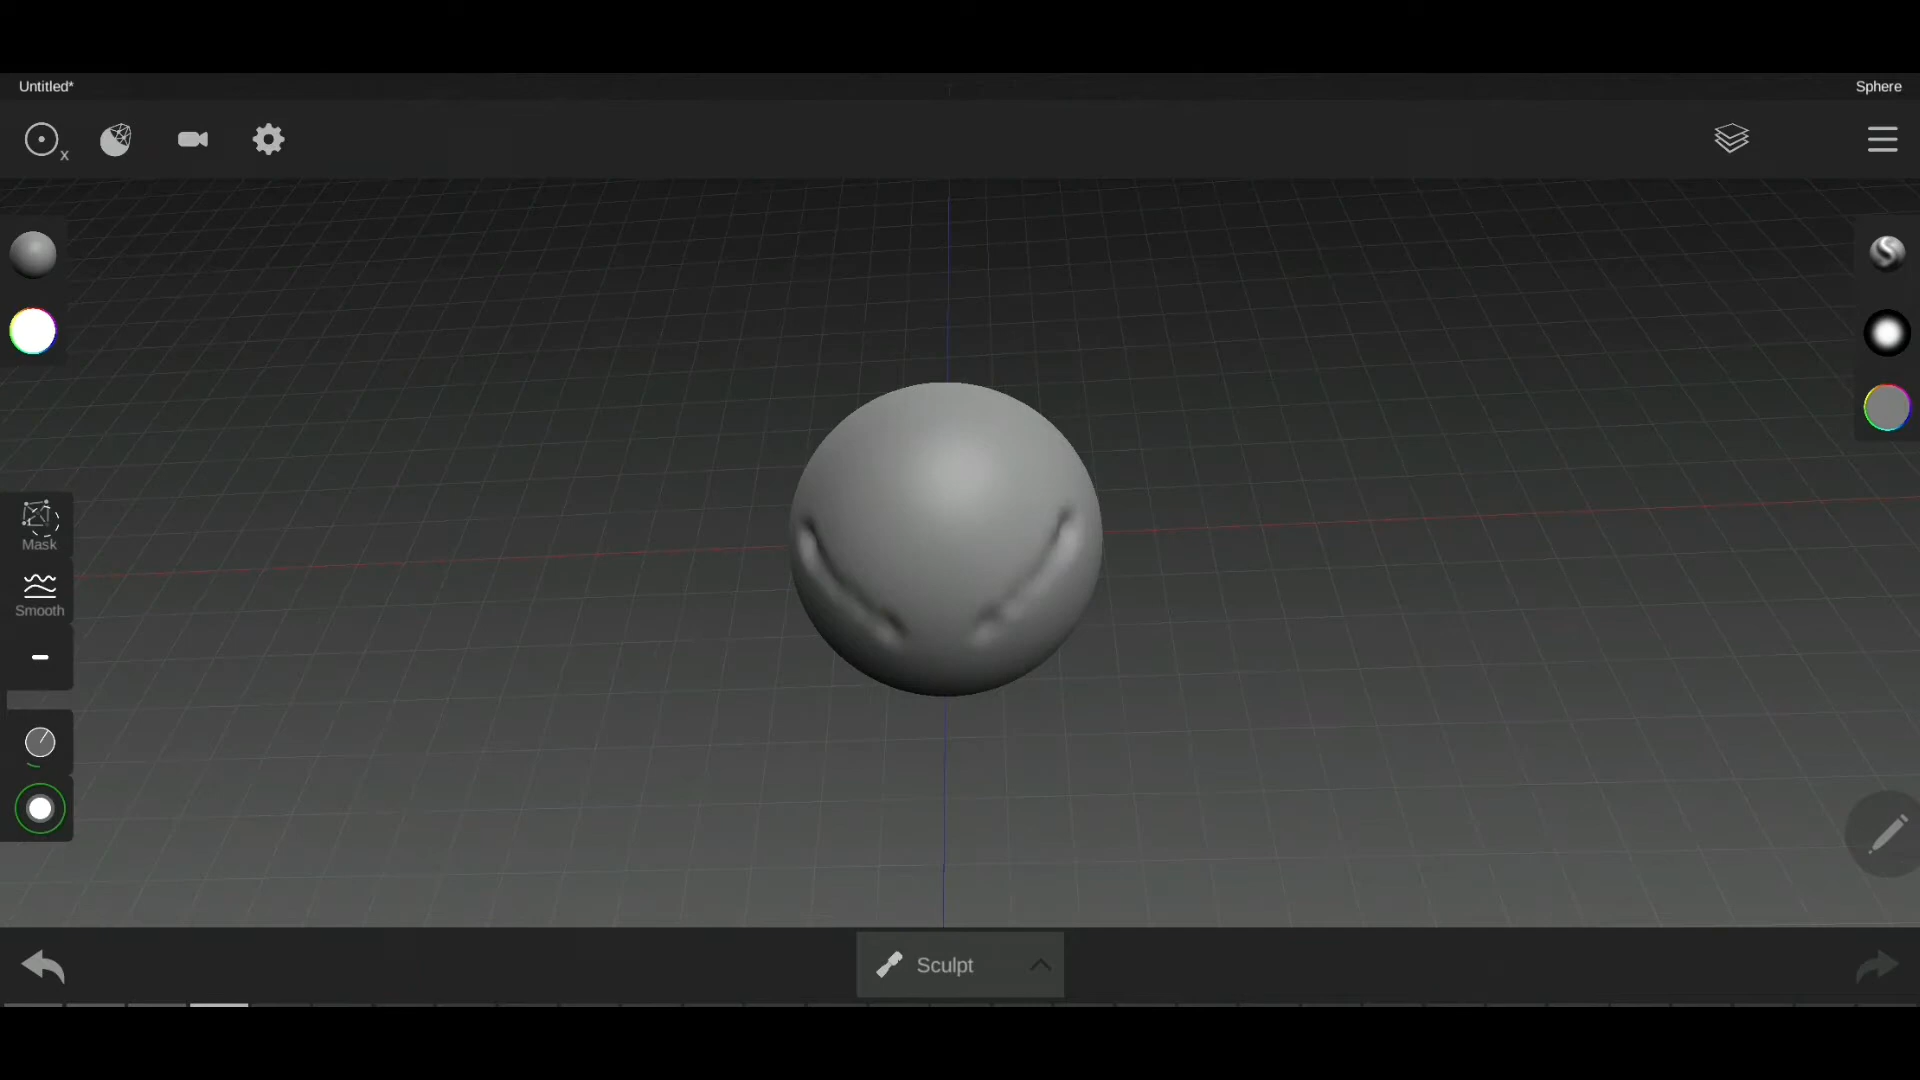 Untitled*
Sphere
x
Mask
Smooth
Sculpt